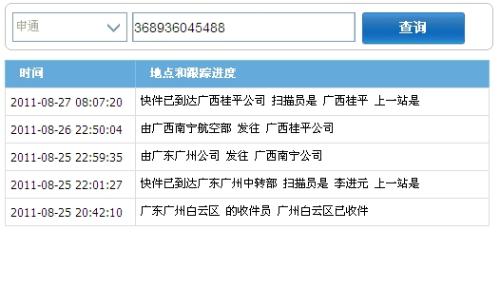 申通 368936045488 查询
时间 地点和跟踪进度
2011-08-27 08:07:20 快件已到达广西桂平公司 扫描员是 广西桂平 上一站是
2011-08-26 22:50:04 由广西南宁航空部 发往 广西桂平公司
2011-08-25 22:59:35 由广东广州公司 发往 广西南宁公司
2011-08-25 22:01:27 快件已到达广东广州中转部 扫描员是 李进元 上一站是
2011-08-25 20:42:10 广东广州白云区 的收件员 广州白云区已收件